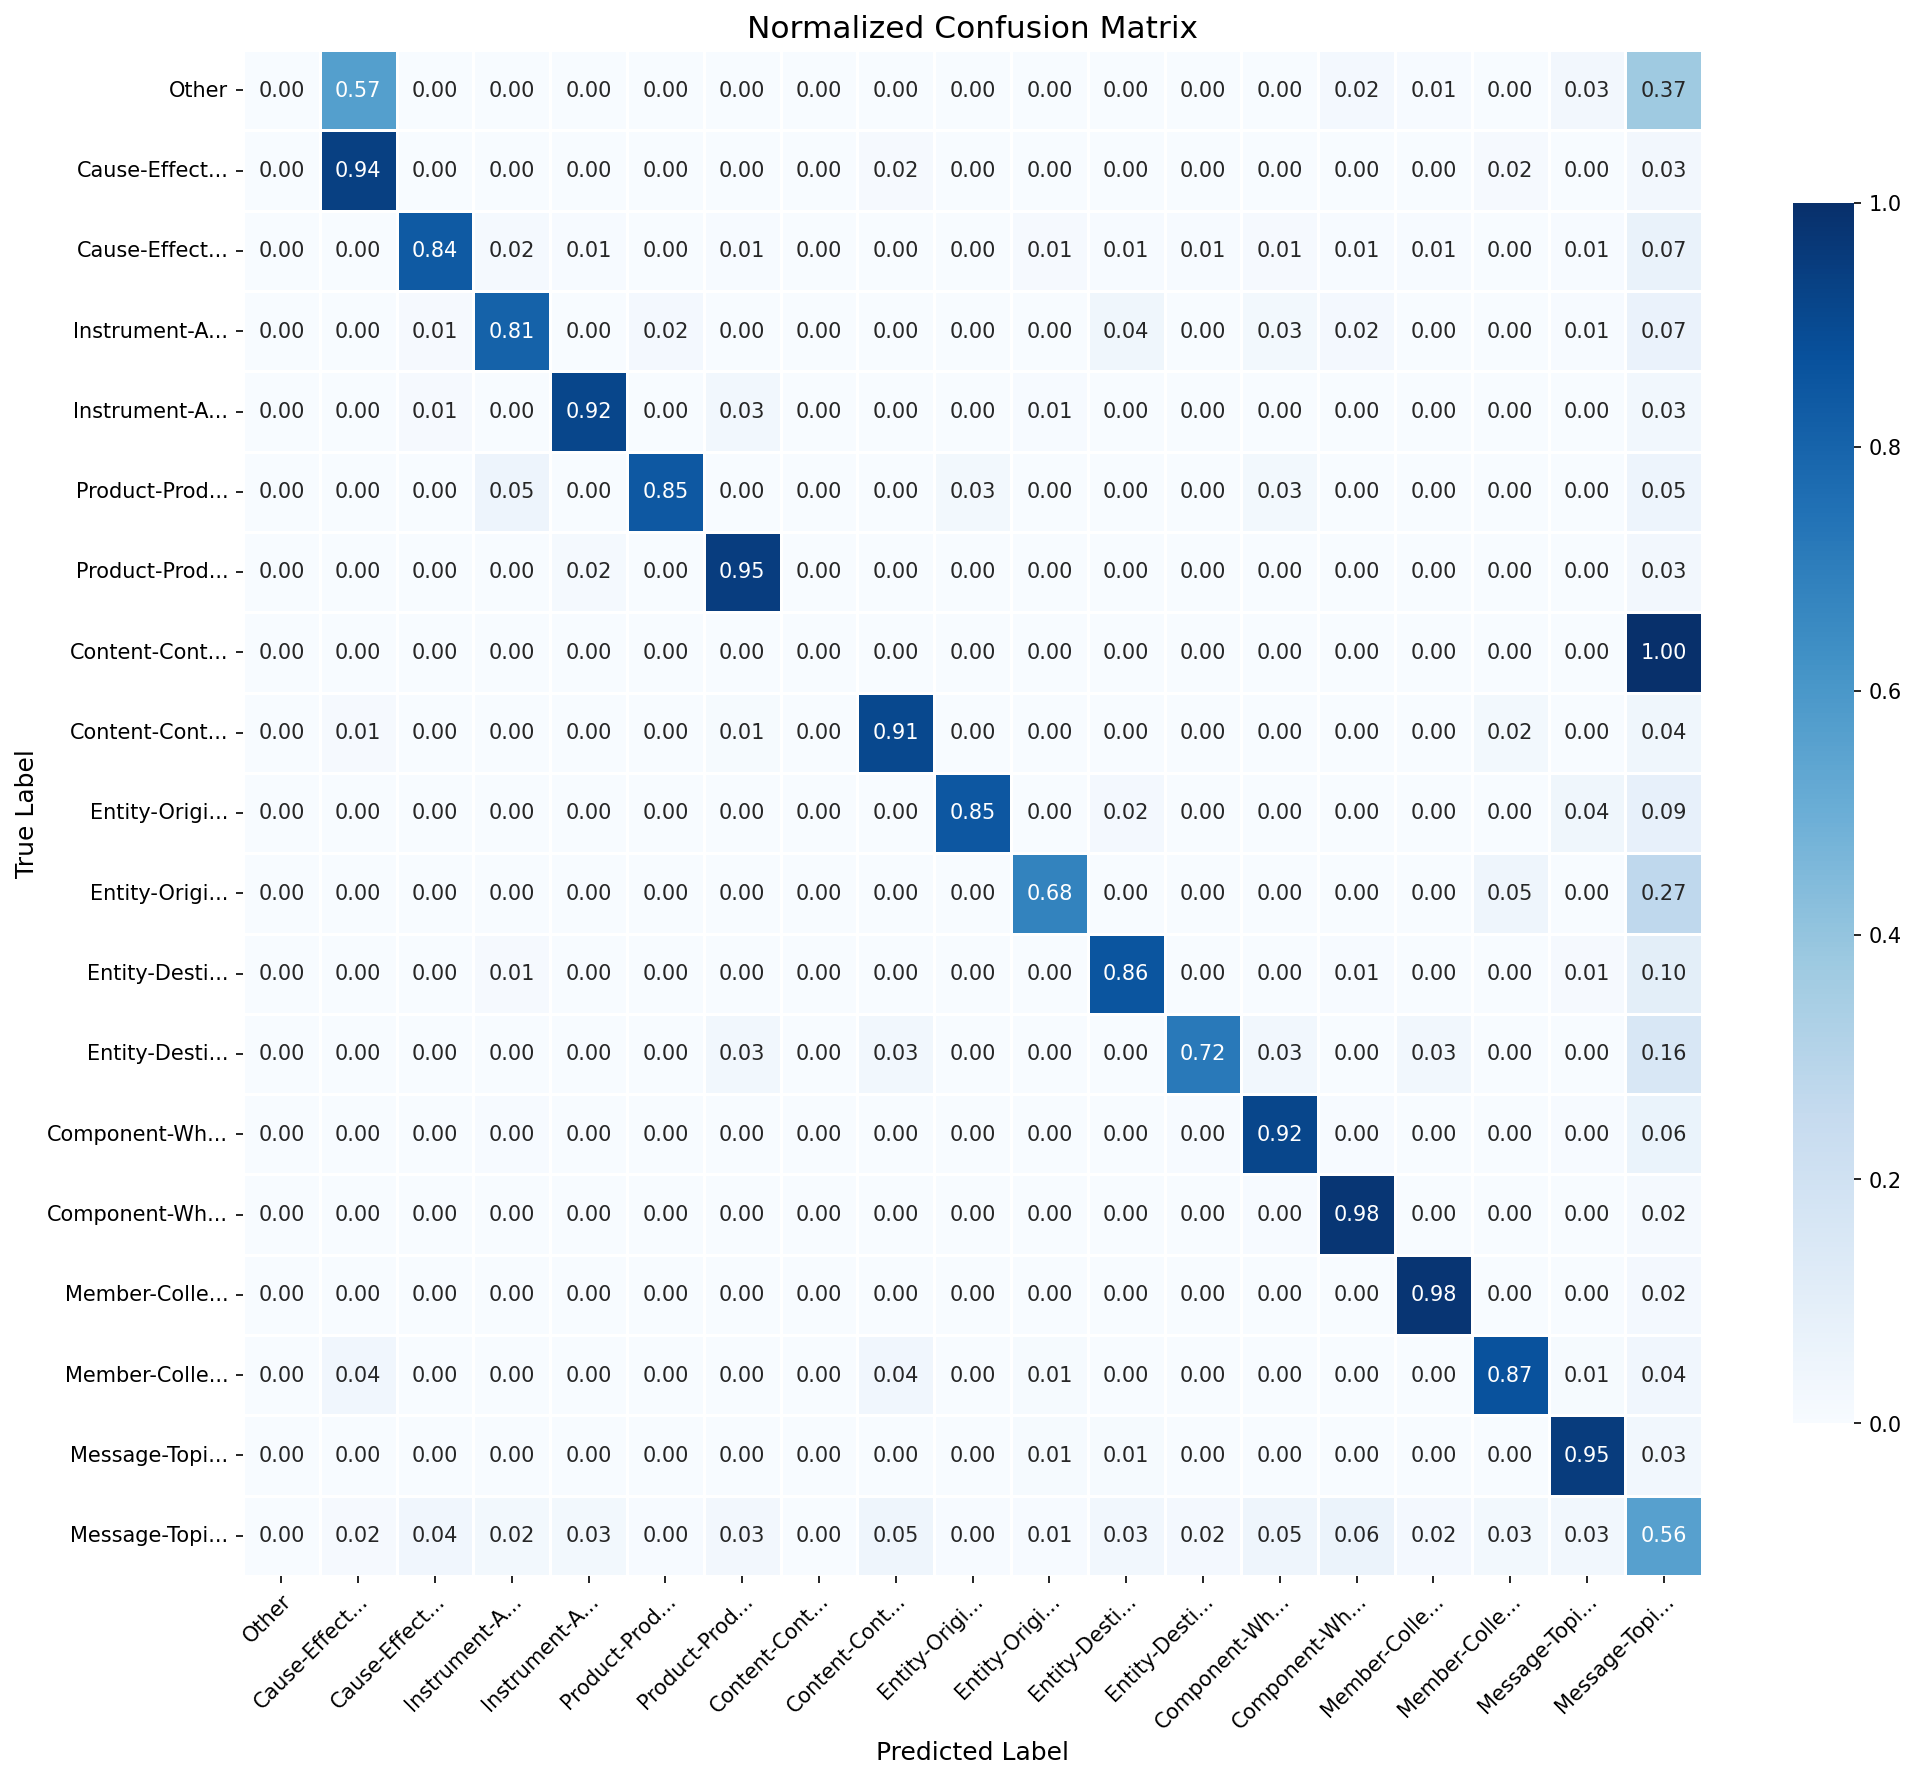 Normalized Confusion Matrix
Other 0.00 0.57 0.00 0.00 0.00 0.00 0.00 0.00 0.00 0.00 0.00 0.00 0.00 0.00 0.02 0.01 0.00 0.03 0.37
Cause-Effect... 0.00 0.94 0.00 0.00 0.00 0.00 0.00 0.00 0.02 0.00 0.00 0.00 0.00 0.00 0.00 0.00 0.02 0.00 0.03
Cause-Effect... 0.00 0.00 0.84 0.02 0.01 0.00 0.01 0.00 0.00 0.00 0.01 0.01 0.01 0.01 0.01 0.01 0.00 0.01 0.07
Instrument-A... 0.00 0.00 0.01 0.81 0.00 0.02 0.00 0.00 0.00 0.00 0.00 0.04 0.00 0.03 0.02 0.00 0.00 0.01 0.07
Instrument-A... 0.00 0.00 0.01 0.00 0.92 0.00 0.03 0.00 0.00 0.00 0.01 0.00 0.00 0.00 0.00 0.00 0.00 0.00 0.03
Product-Prod... 0.00 0.00 0.00 0.05 0.00 0.85 0.00 0.00 0.00 0.03 0.00 0.00 0.00 0.03 0.00 0.00 0.00 0.00 0.05
Product-Prod... 0.00 0.00 0.00 0.00 0.02 0.00 0.95 0.00 0.00 0.00 0.00 0.00 0.00 0.00 0.00 0.00 0.00 0.00 0.03
Content-Cont... 0.00 0.00 0.00 0.00 0.00 0.00 0.00 0.00 0.00 0.00 0.00 0.00 0.00 0.00 0.00 0.00 0.00 0.00 1.00
Content-Cont... 0.00 0.01 0.00 0.00 0.00 0.00 0.01 0.00 0.91 0.00 0.00 0.00 0.00 0.00 0.00 0.00 0.02 0.00 0.04
Entity-Origi... 0.00 0.00 0.00 0.00 0.00 0.00 0.00 0.00 0.00 0.85 0.00 0.02 0.00 0.00 0.00 0.00 0.00 0.04 0.09
Entity-Origi... 0.00 0.00 0.00 0.00 0.00 0.00 0.00 0.00 0.00 0.00 0.68 0.00 0.00 0.00 0.00 0.00 0.05 0.00 0.27
Entity-Desti... 0.00 0.00 0.00 0.01 0.00 0.00 0.00 0.00 0.00 0.00 0.00 0.86 0.00 0.00 0.01 0.00 0.00 0.01 0.10
Entity-Desti... 0.00 0.00 0.00 0.00 0.00 0.00 0.03 0.00 0.03 0.00 0.00 0.00 0.72 0.03 0.00 0.03 0.00 0.00 0.16
Component-Wh... 0.00 0.00 0.00 0.00 0.00 0.00 0.00 0.00 0.00 0.00 0.00 0.00 0.00 0.92 0.00 0.00 0.00 0.00 0.06
Component-Wh... 0.00 0.00 0.00 0.00 0.00 0.00 0.00 0.00 0.00 0.00 0.00 0.00 0.00 0.00 0.98 0.00 0.00 0.00 0.02
Member-Colle... 0.00 0.00 0.00 0.00 0.00 0.00 0.00 0.00 0.00 0.00 0.00 0.00 0.00 0.00 0.00 0.98 0.00 0.00 0.02
Member-Colle... 0.00 0.04 0.00 0.00 0.00 0.00 0.00 0.00 0.04 0.00 0.01 0.00 0.00 0.00 0.00 0.00 0.87 0.01 0.04
Message-Topi... 0.00 0.00 0.00 0.00 0.00 0.00 0.00 0.00 0.00 0.00 0.01 0.01 0.00 0.00 0.00 0.00 0.00 0.95 0.03
Message-Topi... 0.00 0.02 0.04 0.02 0.03 0.00 0.03 0.00 0.05 0.00 0.01 0.03 0.02 0.05 0.06 0.02 0.03 0.03 0.56
Other
Cause-Effect...
Cause-Effect...
Instrument-A...
Instrument-A...
Product-Prod...
Product-Prod...
Content-Cont...
Content-Cont...
Entity-Origi...
Entity-Origi...
Entity-Desti...
Entity-Desti...
Component-Wh...
Component-Wh...
Member-Colle...
Member-Colle...
Message-Topi...
Message-Topi...
Predicted Label
True Label
1.0
0.8
0.6
0.4
0.2
0.0